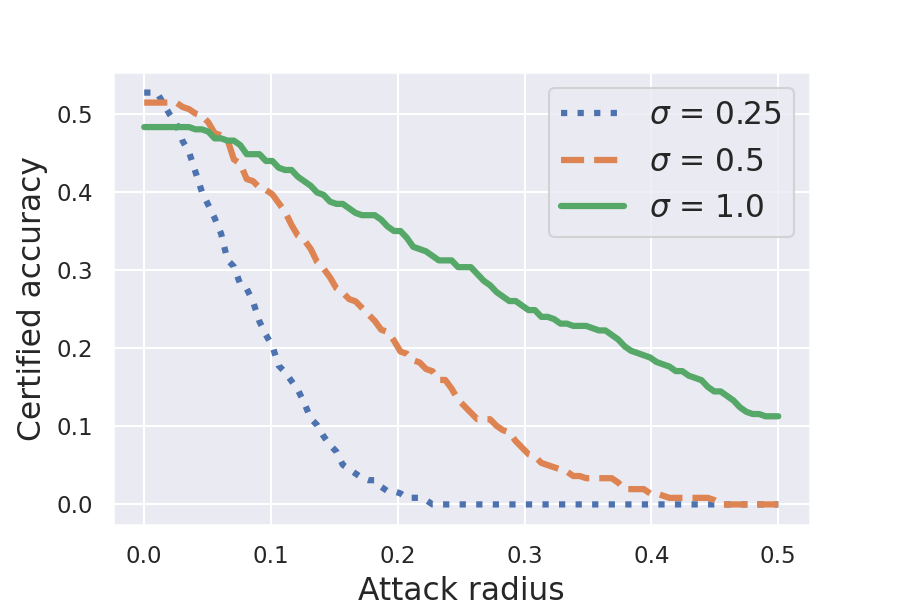 σ = 0.25
σ = 0.5
σ = 1.0
Certified accuracy
0.5
0.4
0.3
0.2
0.1
0.0
0.0 0.1 0.2 0.3 0.4 0.5
Attack radius